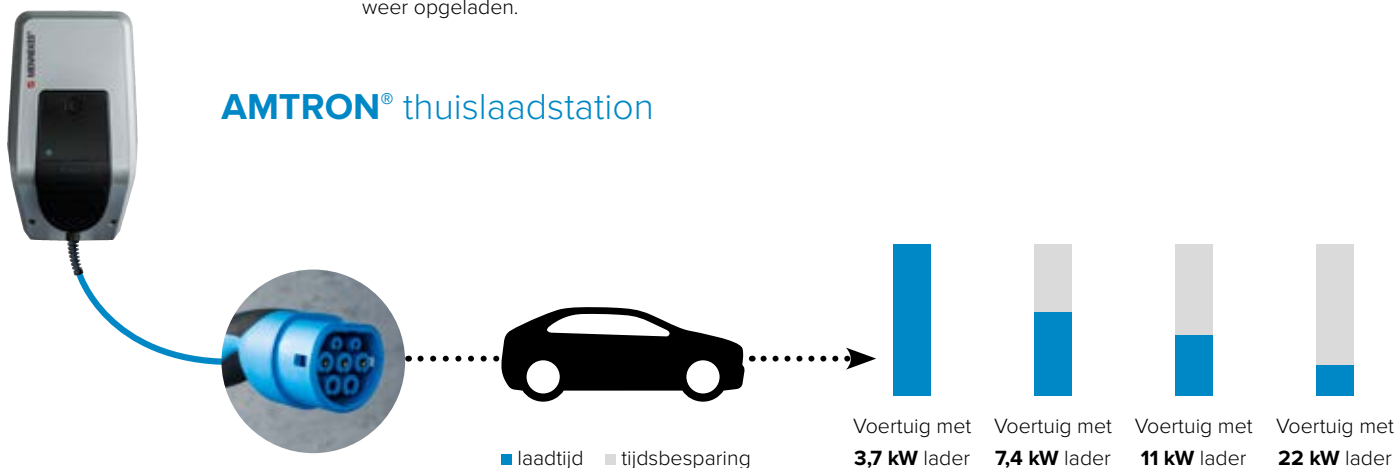 weer opgeladen.
MENNEKES
AMTRON® thuislaadstation
Voertuig met
3,7 kW lader
Voertuig met
7,4 kW lader
Voertuig met
11 kW lader
Voertuig met
22 kW lader
laadtijd
tijdsbesparing